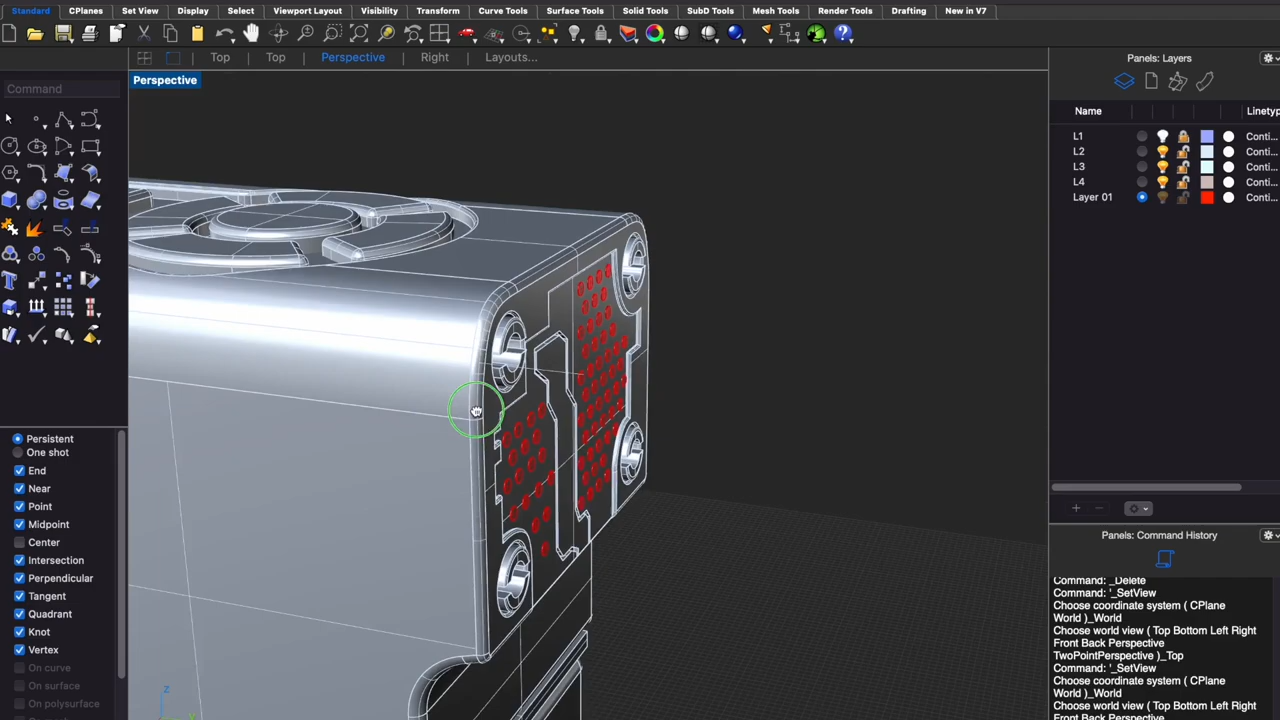 Standard CPlanes Set View Display Select Viewport Layout Visibility Transform Curve Tools Surface Tools Solid Tools SubD Tools Mesh Tools Render Tools Drafting New in V7
Top Top Perspective Right Layouts...
Perspective
Command
Panels: Layers
Name Linetyp
L1 Conti...
L2 Conti...
L3 Conti...
L4 Conti...
Layer 01 Conti...
Persistent
One shot
End
Near
Point
Midpoint
Center
Intersection
Perpendicular
Tangent
Quadrant
Knot
Vertex
On curve
On surface
On polysurface
z
Panels: Command History
Command: _Delete
Command: '_SetView
Choose coordinate system ( CPlane
World )_World
Choose world view ( Top Bottom Left Right
Front Back Perspective
TwoPointPerspective )_Top
Command: '_SetView
Choose coordinate system ( CPlane
World )_World
Choose world view ( Top Bottom Left Right
Front Back Perspective